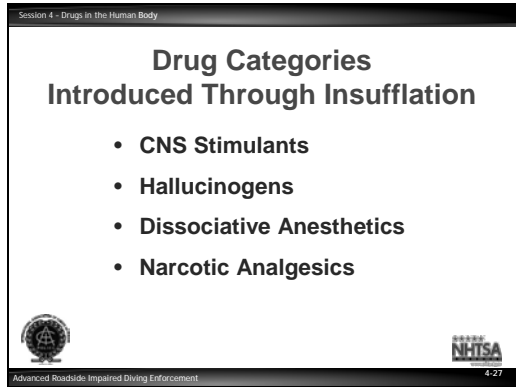 Session 4 - Drugs in the Human Body
Drug Categories
Introduced Through Insufflation
• CNS Stimulants
• Hallucinogens
• Dissociative Anesthetics
• Narcotic Analgesics
NHTSA
Advanced Roadside Impaired Diving Enforcement
4-27